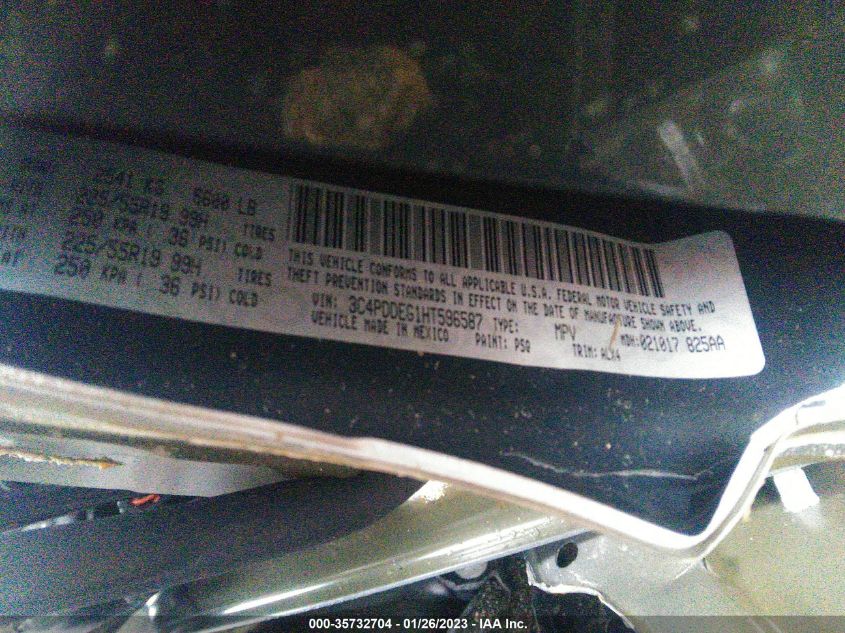 2541 KG 5600 LB
225/55R19 99H TIRES
250 KPA ( 36 PSI) COLD
225/55R19 99H TIRES
250 KPA ( 36 PSI) COLD
THIS VEHICLE CONFORMS TO ALL APPLICABLE U.S.A. FEDERAL MOTOR VEHICLE SAFETY AND
THEFT PREVENTION STANDARDS IN EFFECT ON THE DATE OF MANUFACTURE SHOWN ABOVE.
VIN: 3C4PDDEG1HT596587 TYPE: MPV MDH:021017 825AA
VEHICLE MADE IN MEXICO PAINT: PSQ TRIM: ALX4
000-35732704 - 01/26/2023 - IAA Inc.